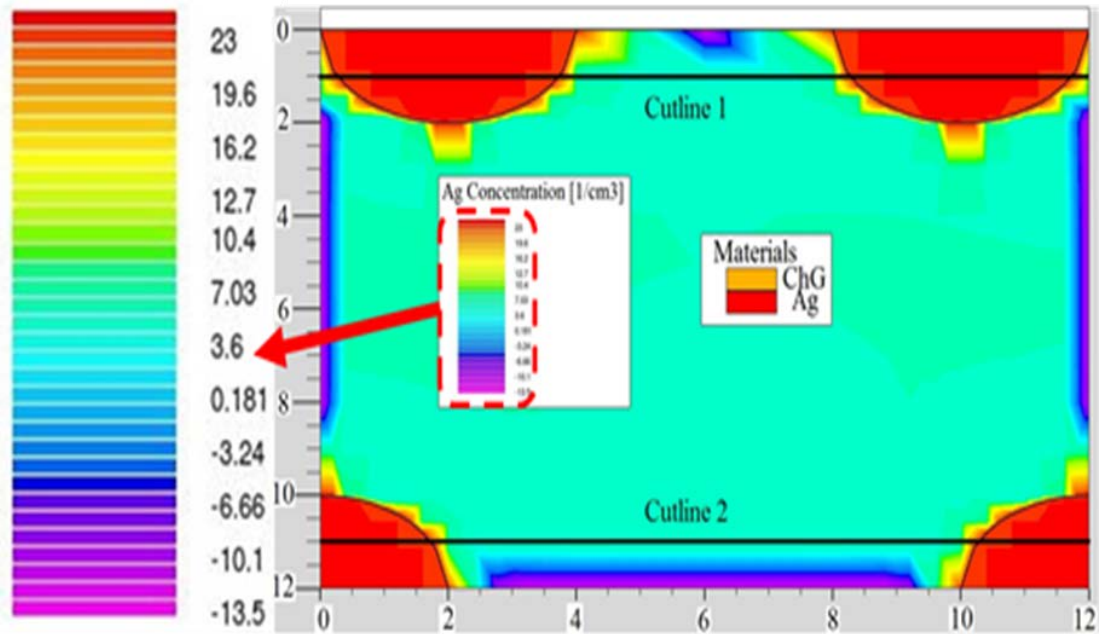 23
19.6
16.2
12.7
10.4
7.03
3.6
0.181
-3.24
-6.66
-10.1
-13.5
0
2
4
6
8
10
12
Cutline 1
Ag Concentration [1/cm3]
Materials
ChG
Ag
Cutline 2
0 2 4 6 8 10 12